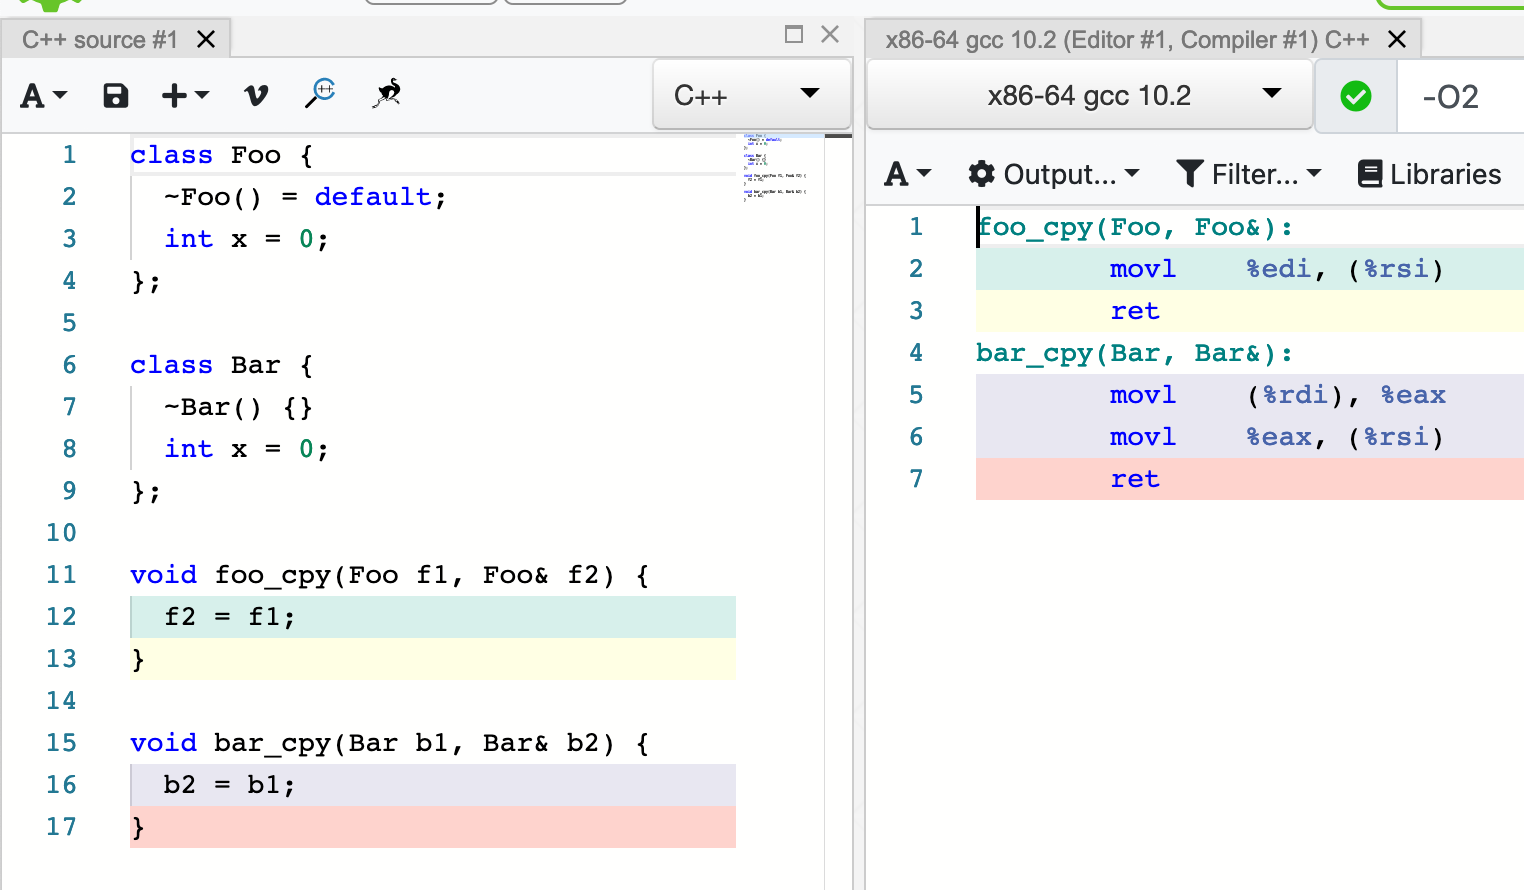 C++ source #1
C++
1 class Foo {
2 ~Foo() = default;
3 int x = 0;
4 };
5
6 class Bar {
7 ~Bar() {}
8 int x = 0;
9 };
10
11 void foo_cpy(Foo f1, Foo& f2) {
12 f2 = f1;
13 }
14
15 void bar_cpy(Bar b1, Bar& b2) {
16 b2 = b1;
17 }
x86-64 gcc 10.2 (Editor #1, Compiler #1) C++
x86-64 gcc 10.2 -O2
A Output... Filter... Libraries
1 foo_cpy(Foo, Foo&):
2 movl %edi, (%rsi)
3 ret
4 bar_cpy(Bar, Bar&):
5 movl (%rdi), %eax
6 movl %eax, (%rsi)
7 ret